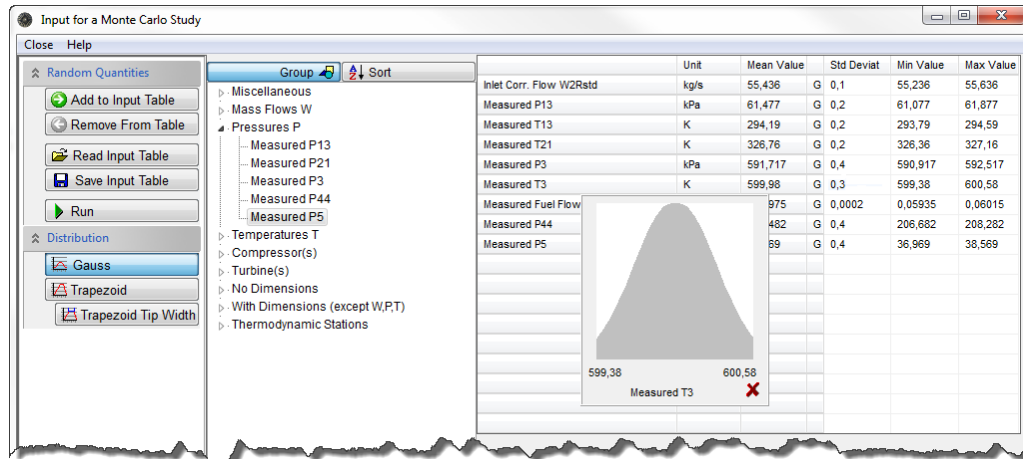 Input for a Monte Carlo Study
Close Help
Random Quantities
Add to Input Table
Remove From Table
Read Input Table
Save Input Table
Run
Distribution
Gauss
Trapezoid
Trapezoid Tip Width
Group A Z Sort
Miscellaneous
Mass Flows W
Pressures P
Measured P13
Measured P21
Measured P3
Measured P44
Measured P5
Temperatures T
Compressor(s)
Turbine(s)
No Dimensions
With Dimensions (except W,P,T)
Thermodynamic Stations
Unit Mean Value Std Deviat Min Value Max Value
Inlet Corr. Flow W2Rstd kg/s 55,436 G 0,1 55,236 55,636
Measured P13 kPa 61,477 G 0,2 61,077 61,877
Measured T13 K 294,19 G 0,2 293,79 294,59
Measured T21 K 326,76 G 0,2 326,36 327,16
Measured P3 kPa 591,717 G 0,4 590,917 592,517
Measured T3 K 599,98 G 0,3 599,38 600,58
Measured Fuel Flow 975 G 0,0002 0,05935 0,06015
Measured P44 482 G 0,4 206,682 208,282
Measured P5 69 G 0,4 36,969 38,569
599,38 600,58
Measured T3